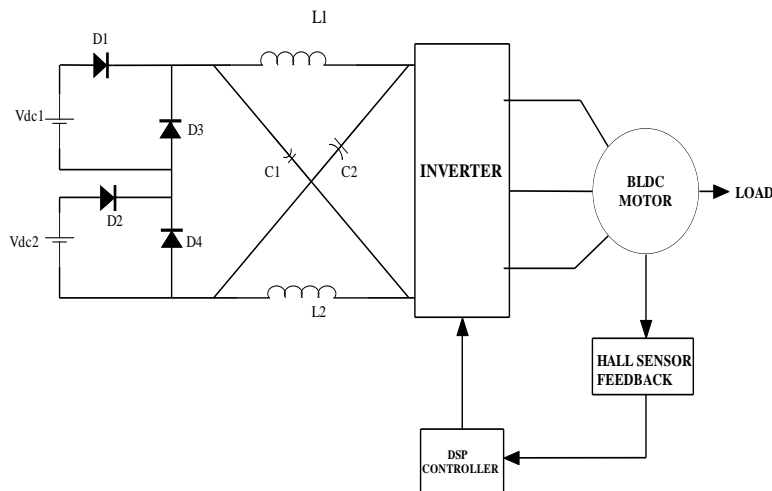 L1
D1
Vdc1
D3
C1
C2
INVERTER
BLDC
MOTOR
LOAD
D2
Vdc2
D4
L2
HALL SENSOR
FEEDBACK
DSP
CONTROLLER